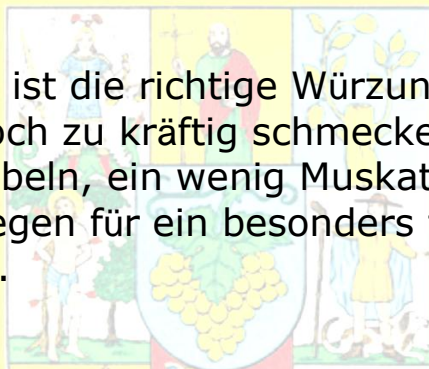 ist die richtige Würzun
och zu kräftig schmecke
beln, ein wenig Muskat
egen für ein besonders
.